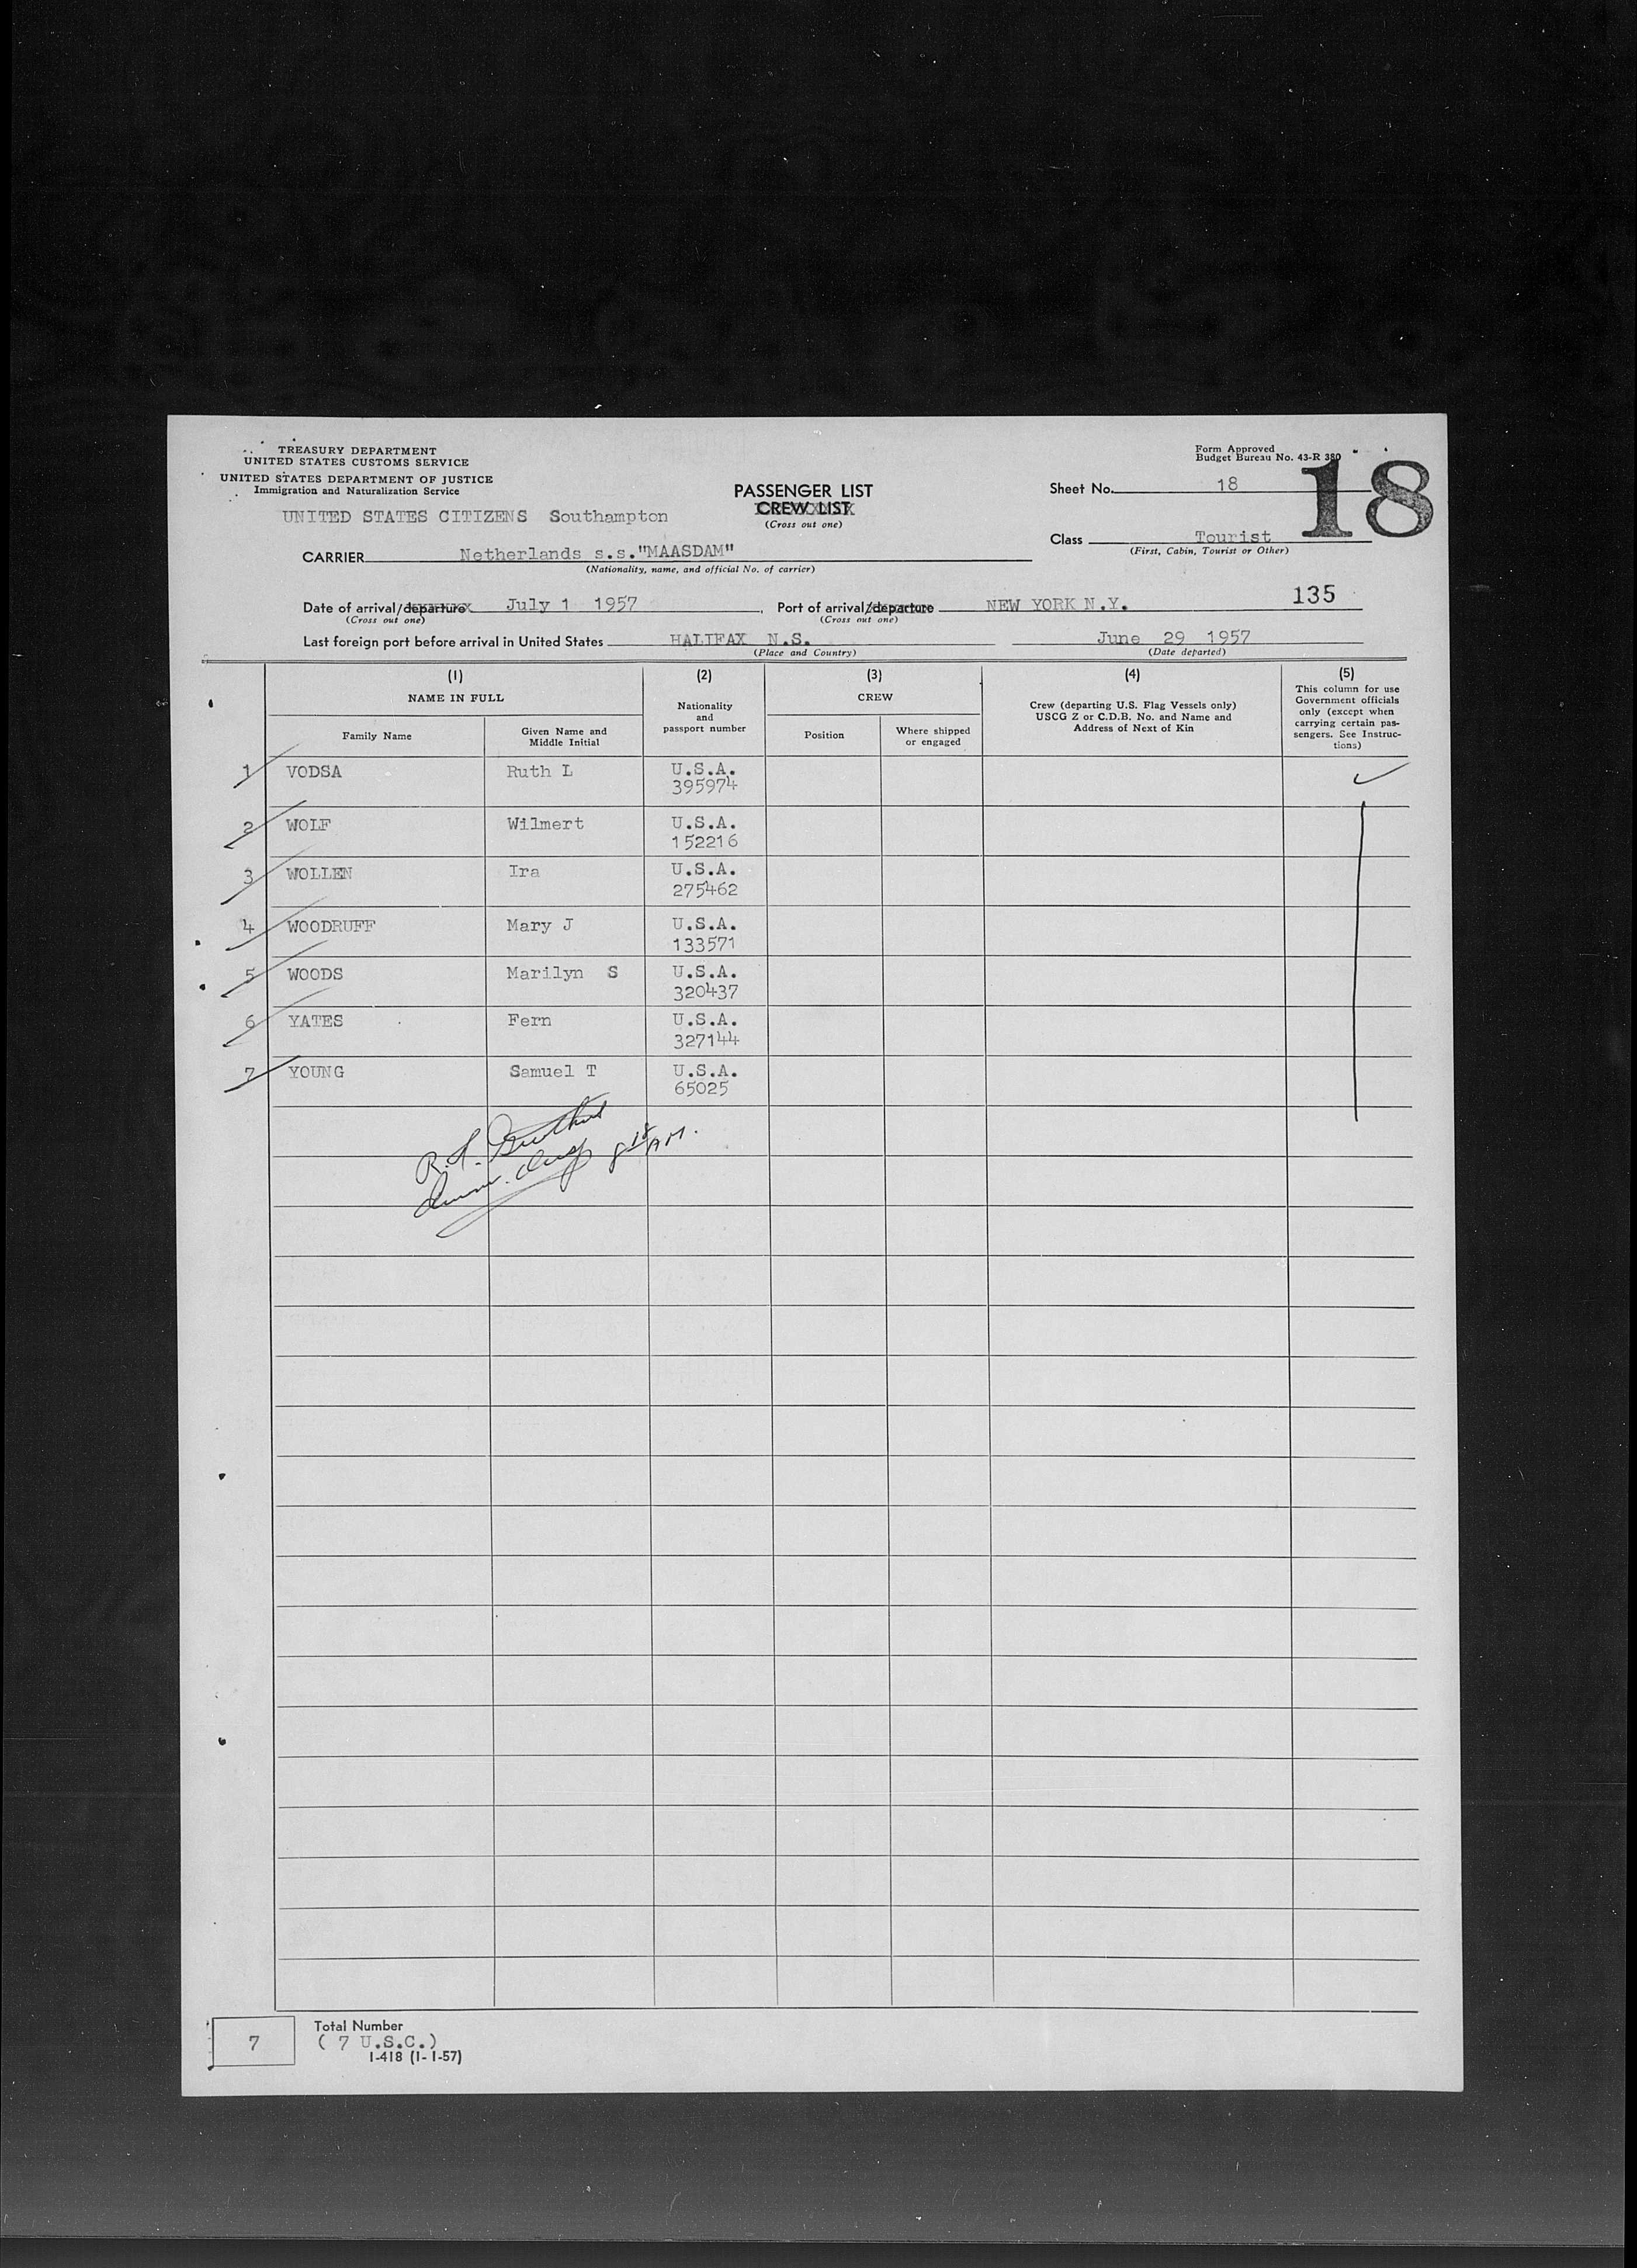 TREASURY DEPARTMENT
UNITED STATES CUSTOMS SERVICE
UNITED STATES DEPARTMENT OF JUSTICE
Immigration and Naturalization Service
UNITED STATES CITIZENS Southampton
PASSENGER LIST
CREW LIST
(Cross out one)
Form Approved
Budget Bureau No. 43-R 380
Sheet No. 18
18
Class Tourist
(First, Cabin, Tourist or Other)
CARRIER Netherlands s.s."MAASDAM"
(Nationality, name, and official No. of carrier)
Date of arrival/departure July 1 1957, Port of arrival/departure NEW YORK N.Y. 135
(Cross out one) (Cross out one)
Last foreign port before arrival in United States HALIFAX N.S. June 29 1957
(Place and Country) (Date departed)
(1) (2) (3) (4) (5)
NAME IN FULL
Family Name
Given Name and
Middle Initial
Nationality
and
passport number
CREW
Position
Where shipped
or engaged
Crew (departing U.S. Flag Vessels only)
USCG Z or C.D.B. No. and Name and
Address of Next of Kin
This column for use
Government officials
only (except when
carrying certain pas-
sengers. See Instruc-
tions)
1 VODSA Ruth L U.S.A.
395974
2 WOLF Wilmert U.S.A.
152216
3 WOLLEN Ira U.S.A.
275462
4 WOODRUFF Mary J U.S.A.
133571
5 WOODS Marilyn S U.S.A.
320437
6 YATES Fern U.S.A.
327144
7 YOUNG Samuel T U.S.A.
65025
8 15 AM.
7
Total Number
( 7 U.S.C.)
I-418 (1-1-57)